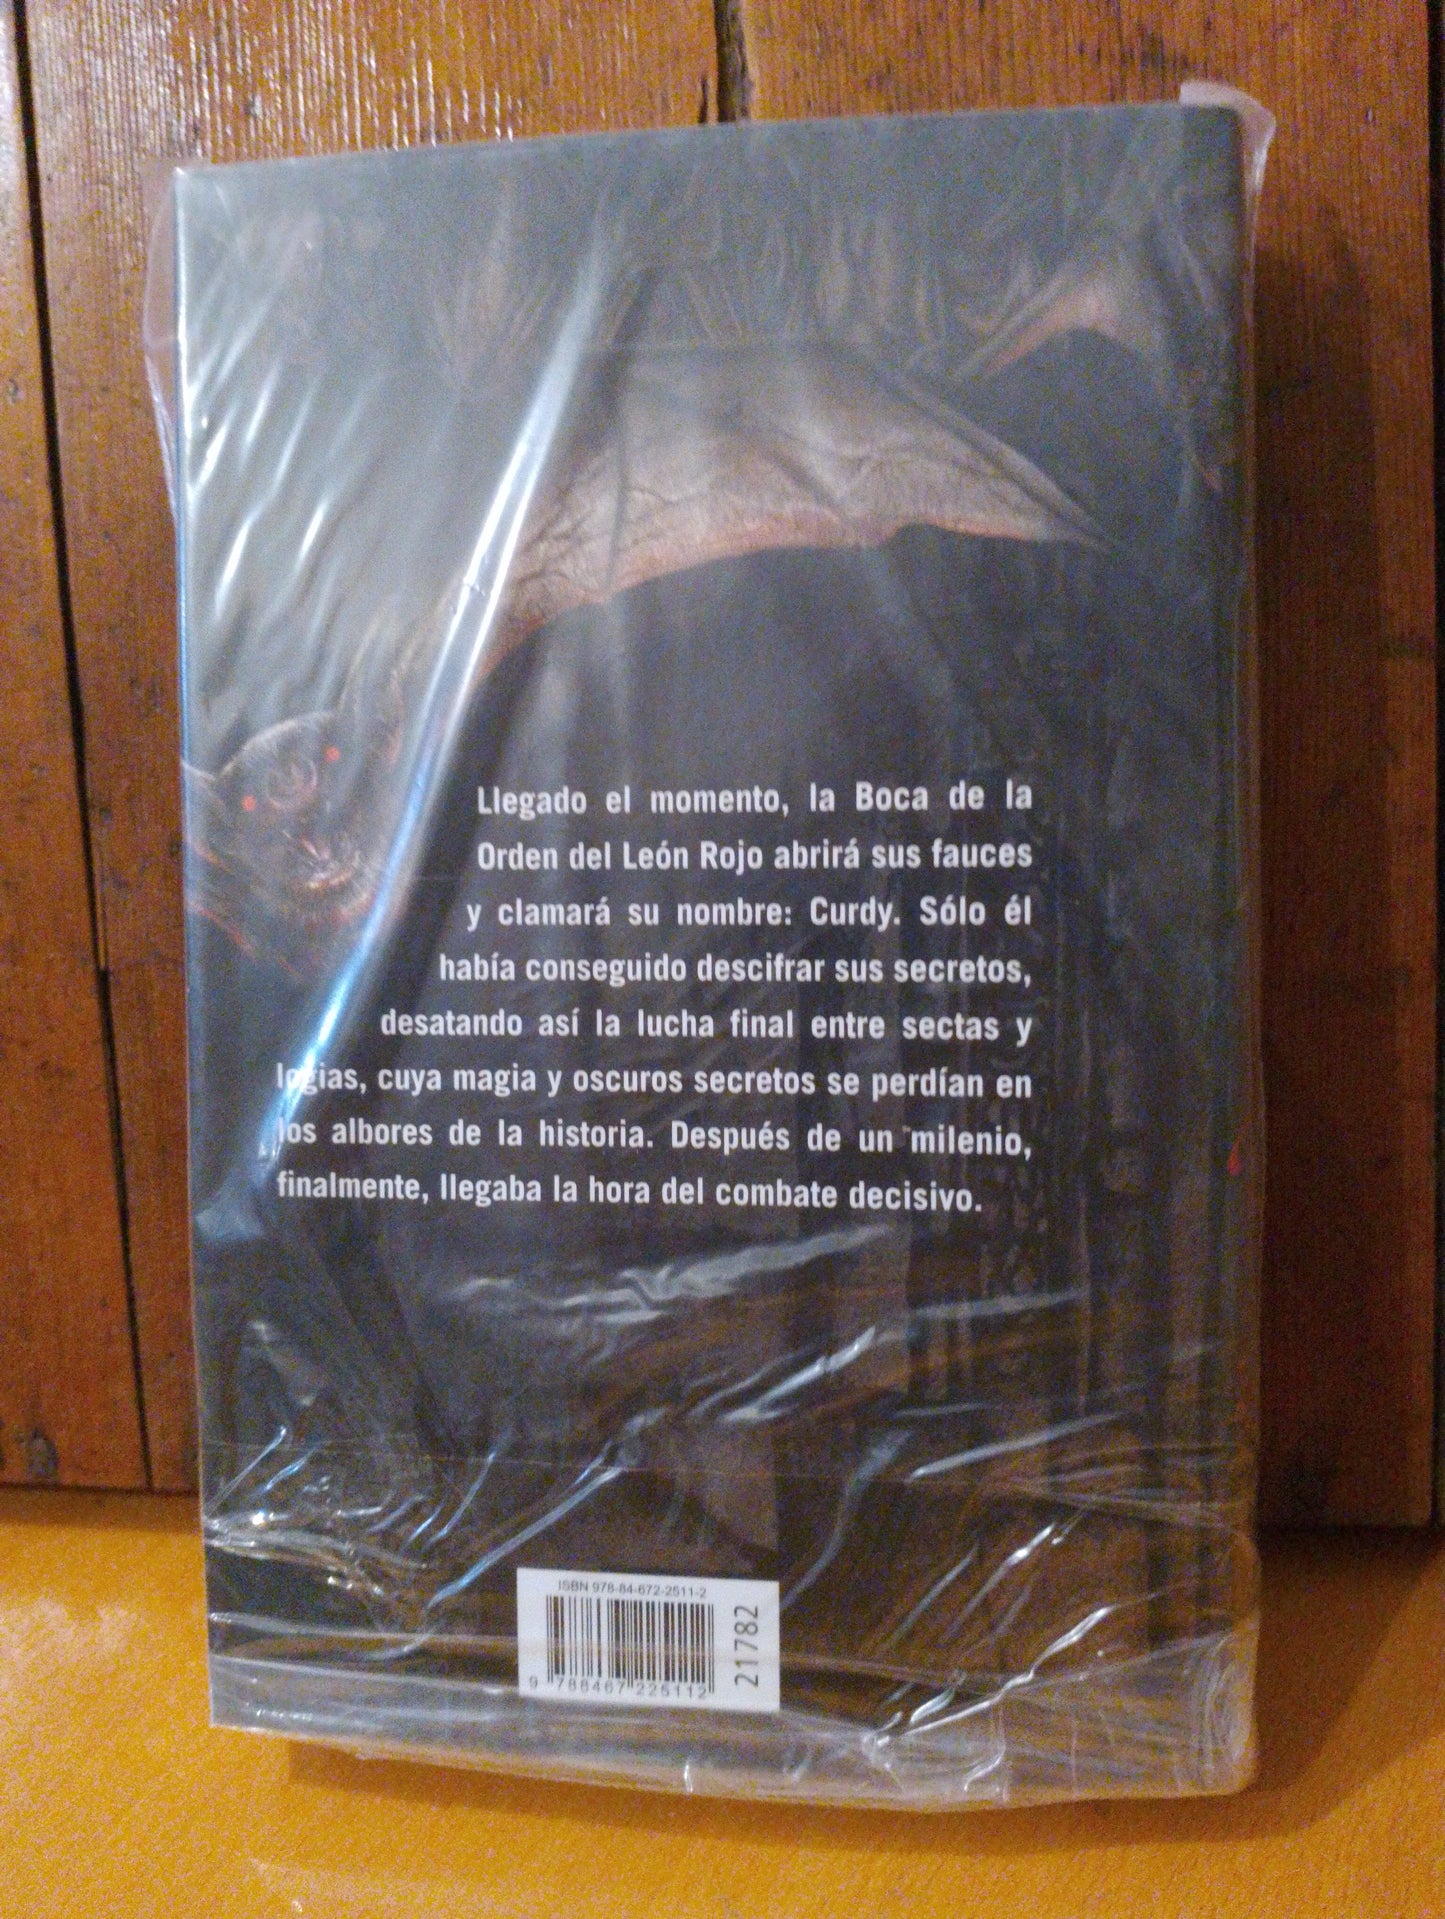 Llegado el momento, la Boca de la
Orden del León Rojo abrirá sus fauces
y clamará su nombre: Curdy. Sólo él
había conseguido descifrar sus secretos,
desatando así la lucha final entre sectas y
logias, cuya magia y oscuros secretos se perdían en
los albores de la historia. Después de un milenio,
finalmente, llegaba la hora del combate decisivo.
ISBN 978-84-672-2511-2
9 788467 225112
21782